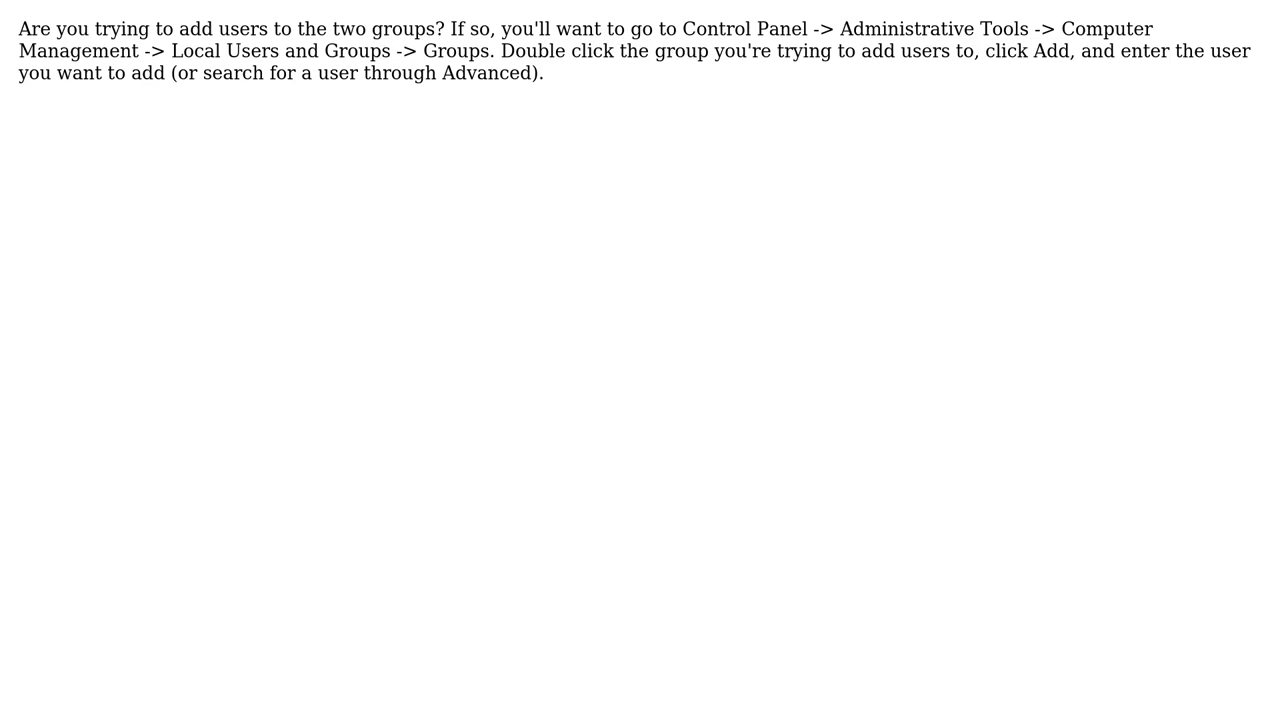 Are you trying to add users to the two groups? If so, you'll want to go to Control Panel -> Administrative Tools -> Computer
Management -> Local Users and Groups -> Groups. Double click the group you're trying to add users to, click Add, and enter the user
you want to add (or search for a user through Advanced).